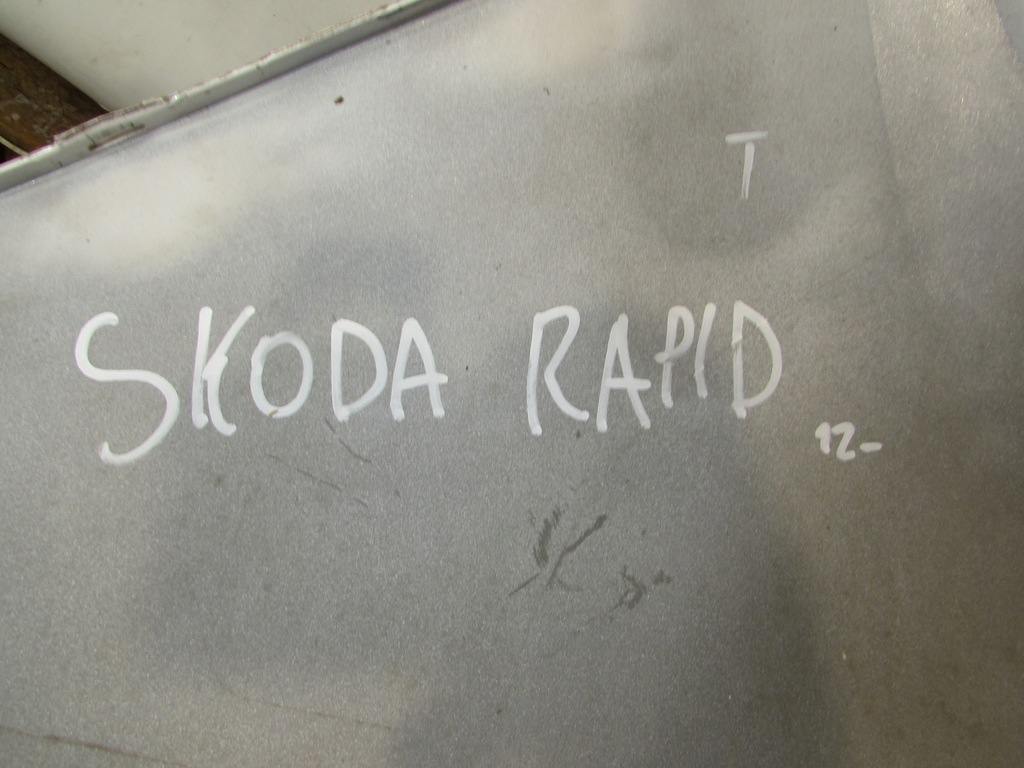 T
SKODA RAPID
12-